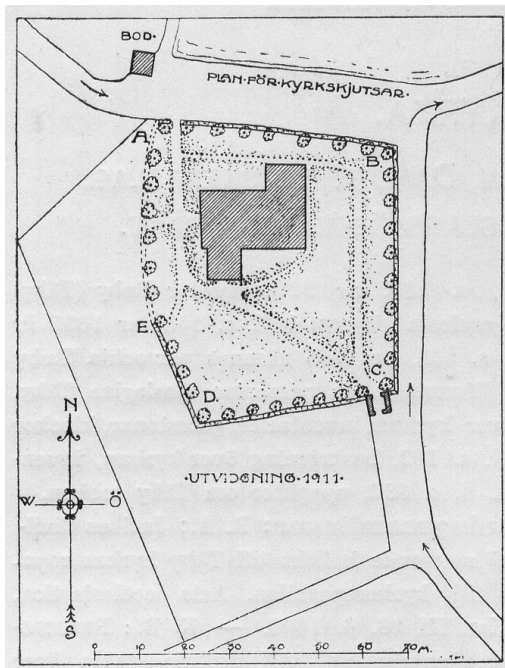 BOD.
PLAN·FÖR·KYRKSKJUTSAR.
A.
B.
E.
C.
D.
N
W Ö
S
·UTVIDGNING·1911·
0 10 20 30 40 50 60 70 M.